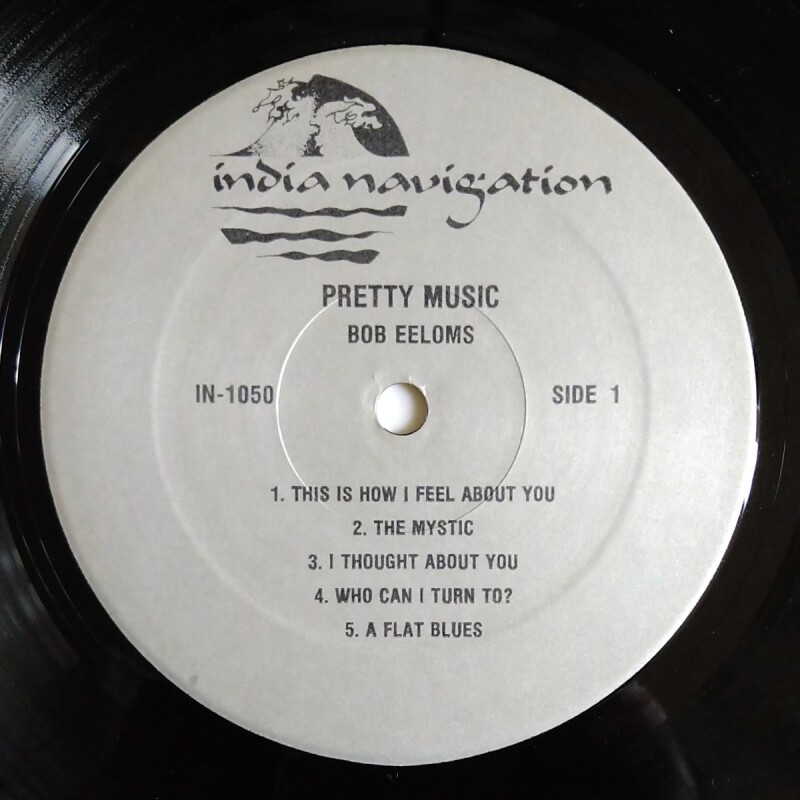 india navigation
PRETTY MUSIC
BOB EELOMS
IN-1050
SIDE 1
1. THIS IS HOW I FEEL ABOUT YOU
2. THE MYSTIC
3. I THOUGHT ABOUT YOU
4. WHO CAN I TURN TO?
5. A FLAT BLUES